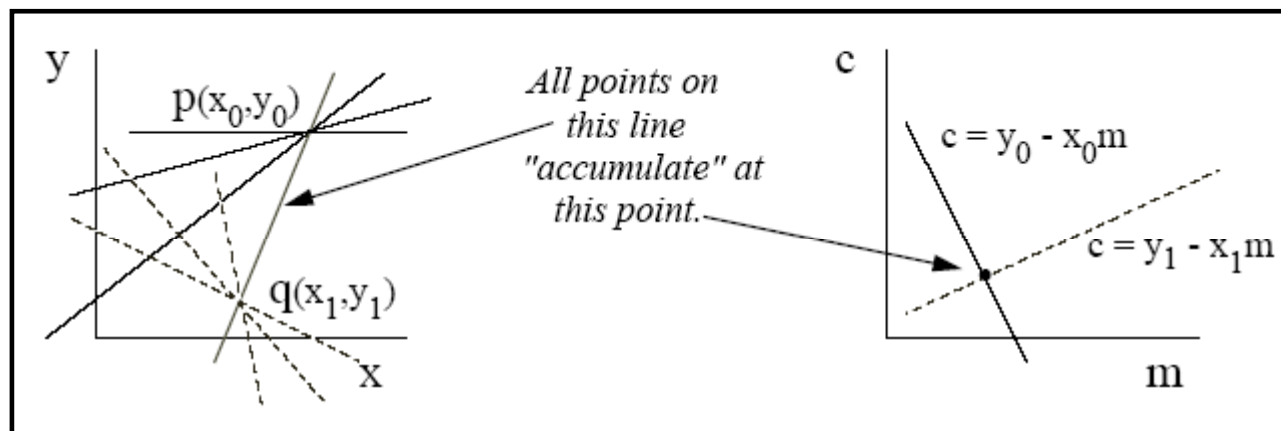 y
p(x₀,y₀)
q(x₁,y₁)
x
All points on
this line
"accumulate" at
this point.
c
c = y₀ - x₀m
c = y₁ - x₁m
m